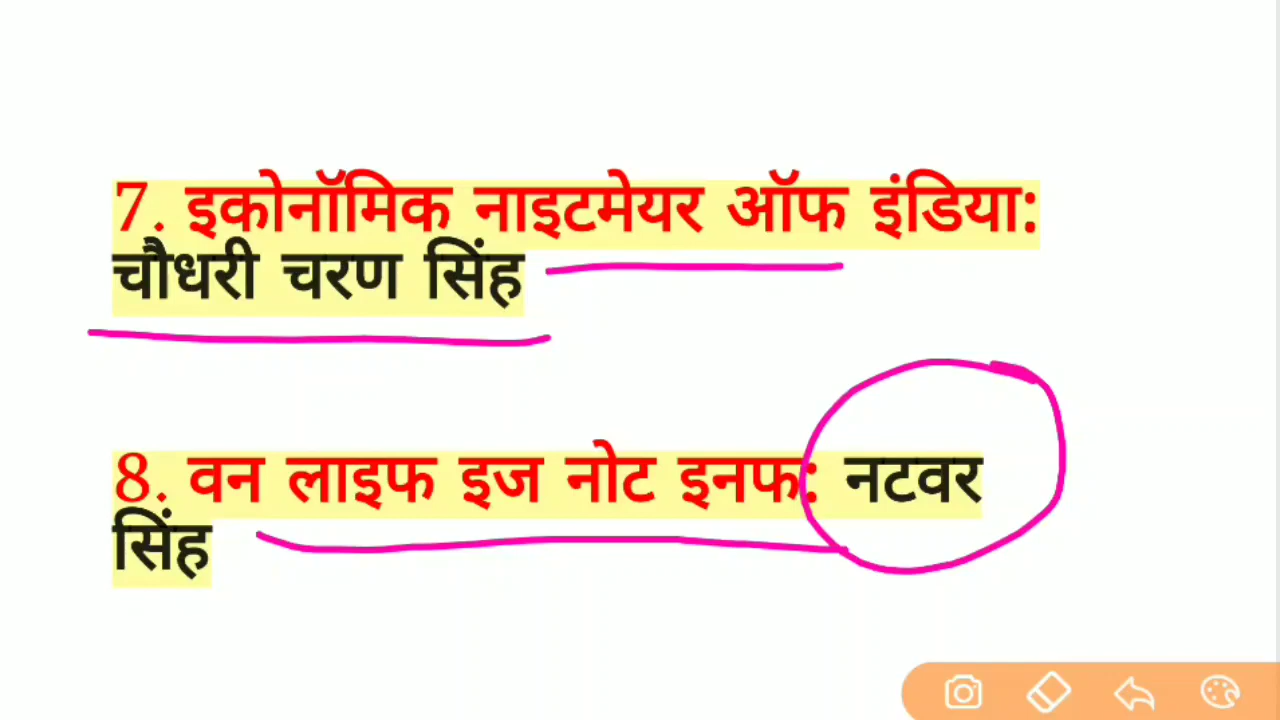 7. इकोनॉमिक नाइटमेयर ऑफ इंडिया:
चौधरी चरण सिंह
8. वन लाइफ इज नोट इनफ: नटवर
सिंह